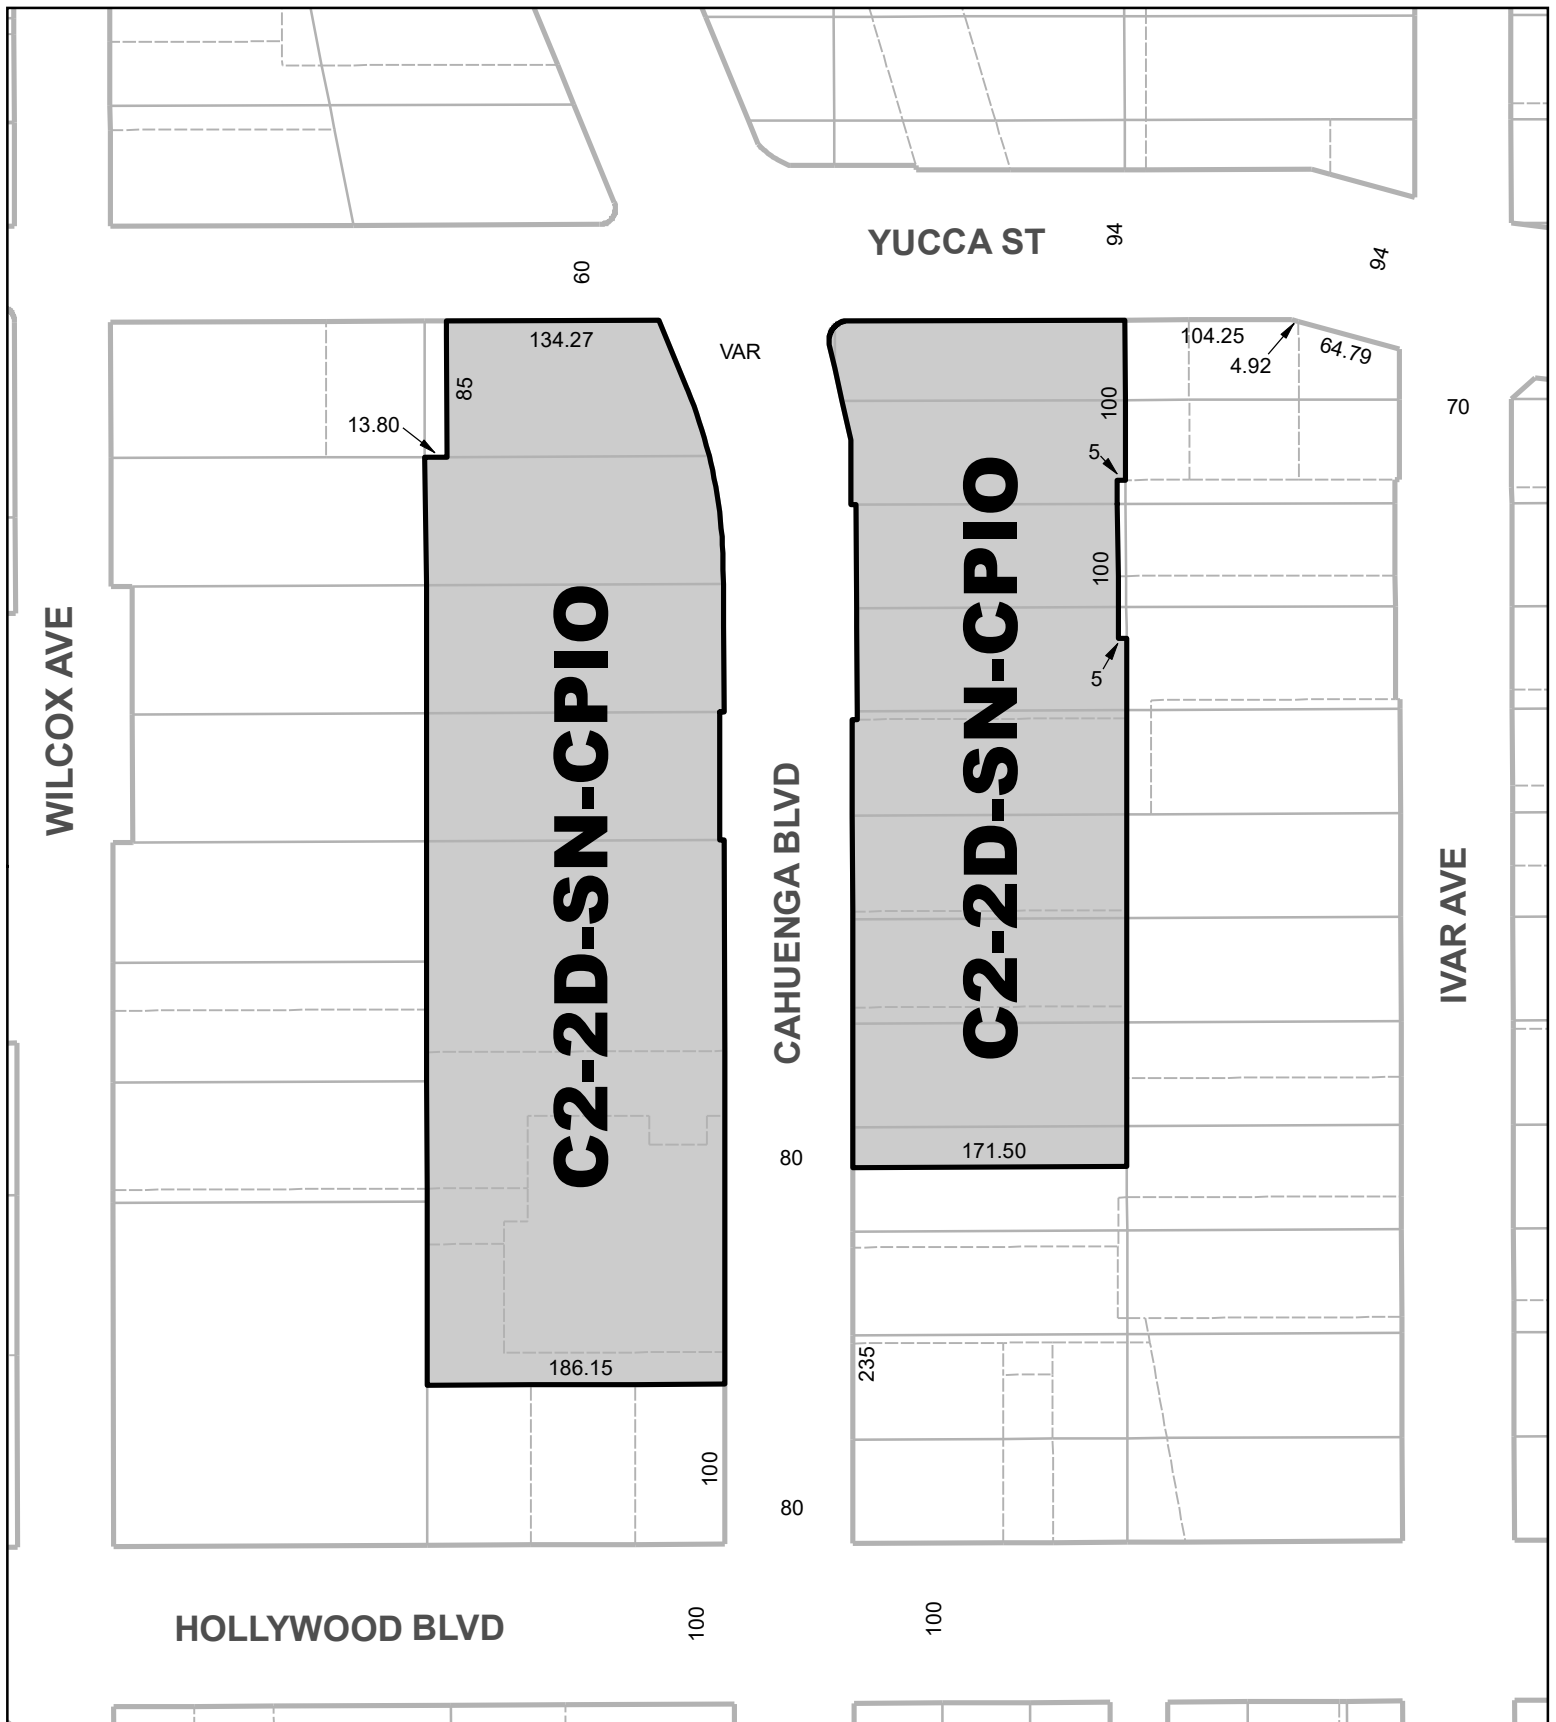 YUCCA ST
94
94
60
134.27
VAR
104.25
4.92
64.79
85
13.80
100
70
5
100
5
C2-2D-SN-CPIO
C2-2D-SN-CPIO
WILCOX AVE
CAHUENGA BLVD
IVAR AVE
80
171.50
186.15
235
100
80
HOLLYWOOD BLVD
100
100